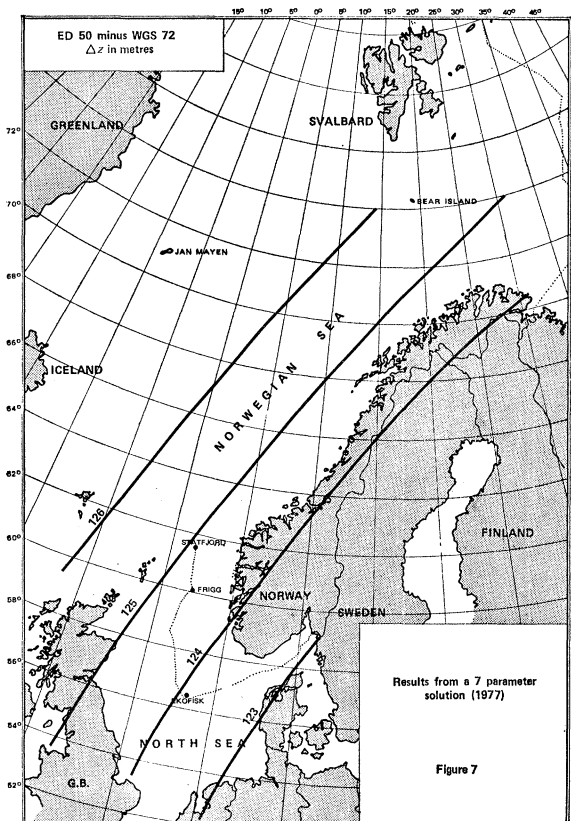 15° 20° 25° 30° 35° 40° 45°
ED 50 minus WGS 72
△z in metres
GREENLAND
SVALBARD
72°
70°
BEAR ISLAND
JAN MAYEN
68°
66°
ICELAND
NORWEGIAN SEA
64°
62°
126
60°
STATFJORD
FINLAND
FRIGG
58°
125
NORWAY
SWEDEN
124
56°
EKOFISK
123
54°
NORTH SEA
G.B.
52°
15° 10° 5° 0° 5° 10° 15° 20° 25°
Results from a 7 parameter
solution (1977)
Figure 7